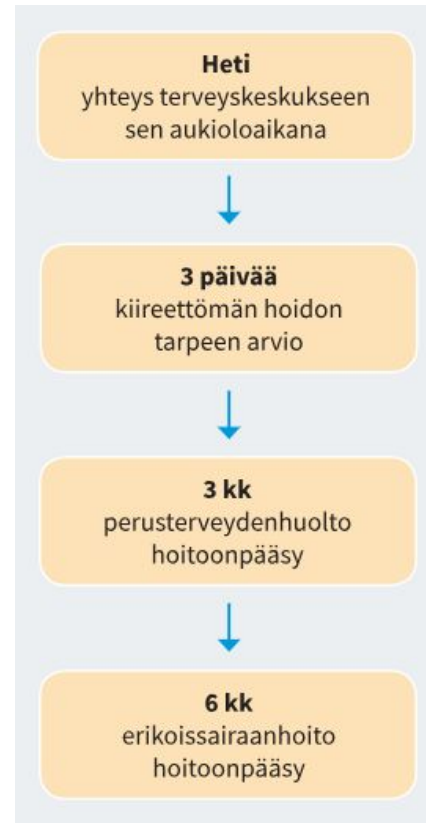 Heti
yhteys terveyskeskukseen
sen aukioloaikana
3 päivää
kiireettömän hoidon
tarpeen arvio
3 kk
perusterveydenhuolto
hoitoonpääsy
6 kk
erikoissairaanhoito
hoitoonpääsy